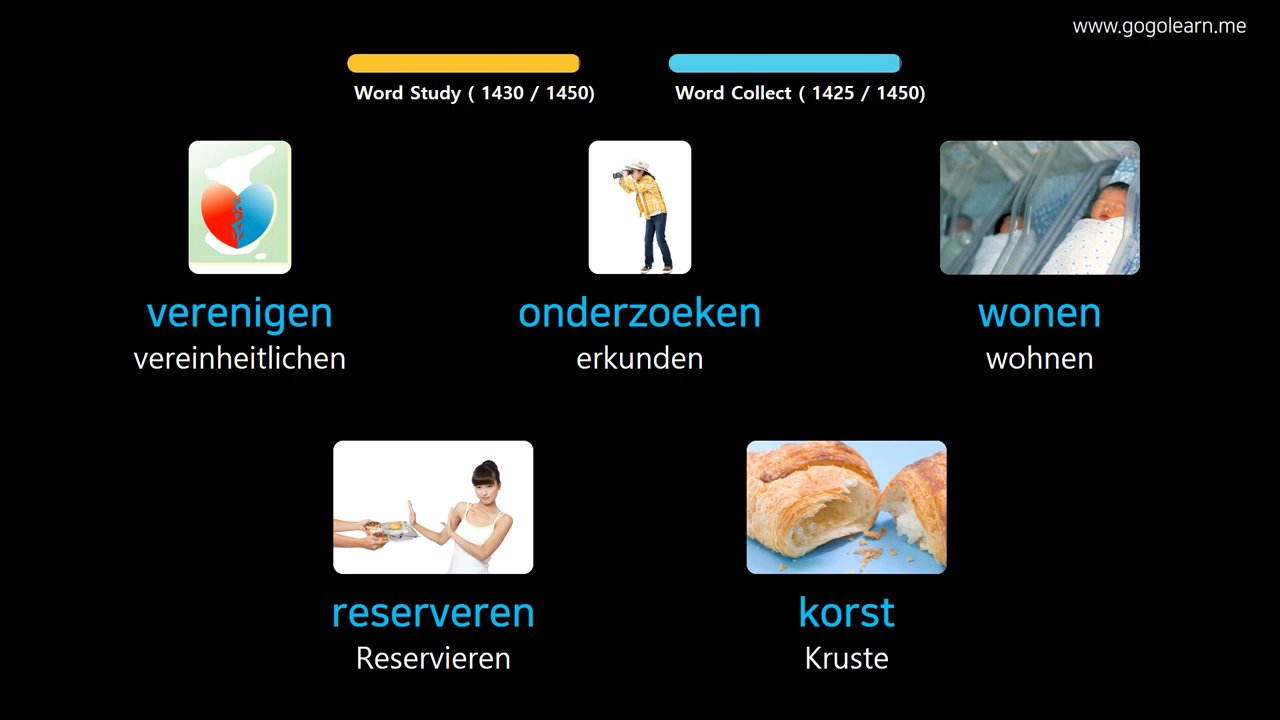 www.gogolearn.me
Word Study ( 1430 / 1450)
Word Collect ( 1425 / 1450)
verenigen
vereinheitlichen
onderzoeken
erkunden
wonen
wohnen
reserveren
Reservieren
korst
Kruste